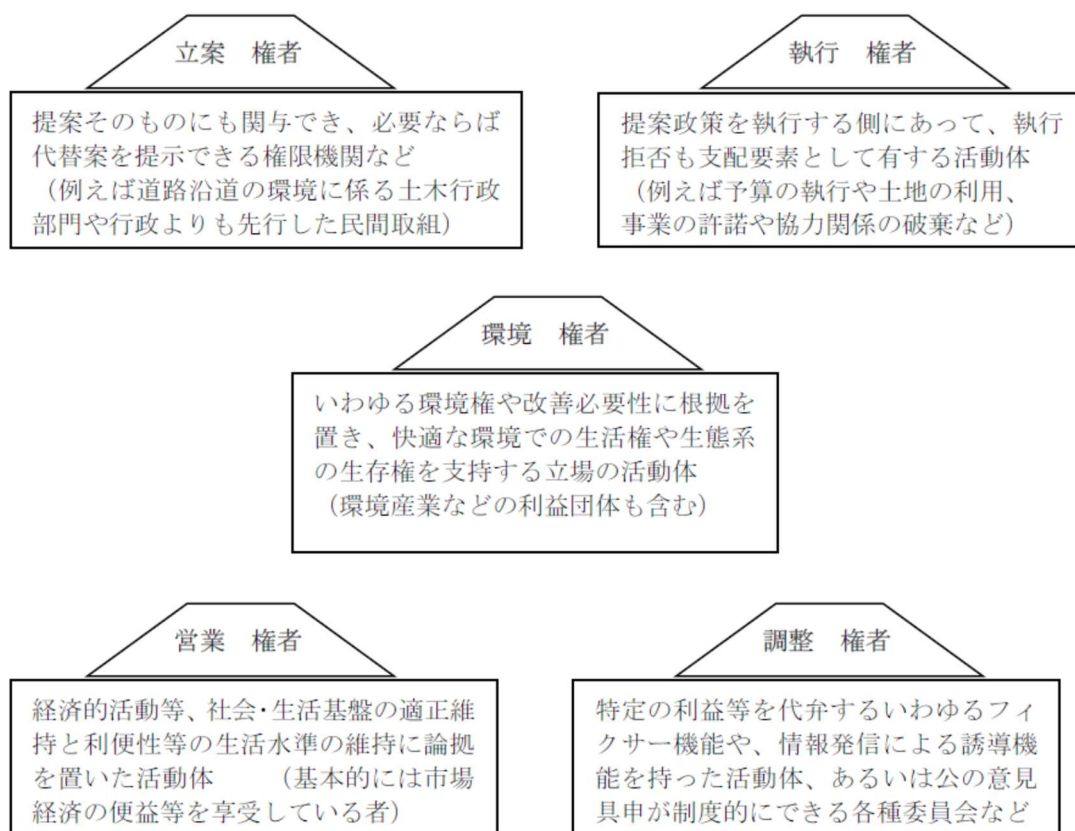 立案　権者
提案そのものにも関与でき、必要ならば
代替案を提示できる権限機関など
（例えば道路沿道の環境に係る土木行政
部門や行政よりも先行した民間取組）
執行　権者
提案政策を執行する側にあって、執行
拒否も支配要素として有する活動体
（例えば予算の執行や土地の利用、
事業の許諾や協力関係の破棄など）
環境　権者
いわゆる環境権や改善必要性に根拠を
置き、快適な環境での生活権や生態系
の生存権を支持する立場の活動体
（環境産業などの利益団体も含む）
営業　権者
経済的活動等、社会・生活基盤の適正維
持と利便性等の生活水準の維持に論拠
を置いた活動体　　（基本的には市場
経済の便益等を享受している者）
調整　権者
特定の利益等を代弁するいわゆるフィ
クサー機能や、情報発信による誘導機
能を持った活動体、あるいは公の意見
具申が制度的にできる各種委員会など